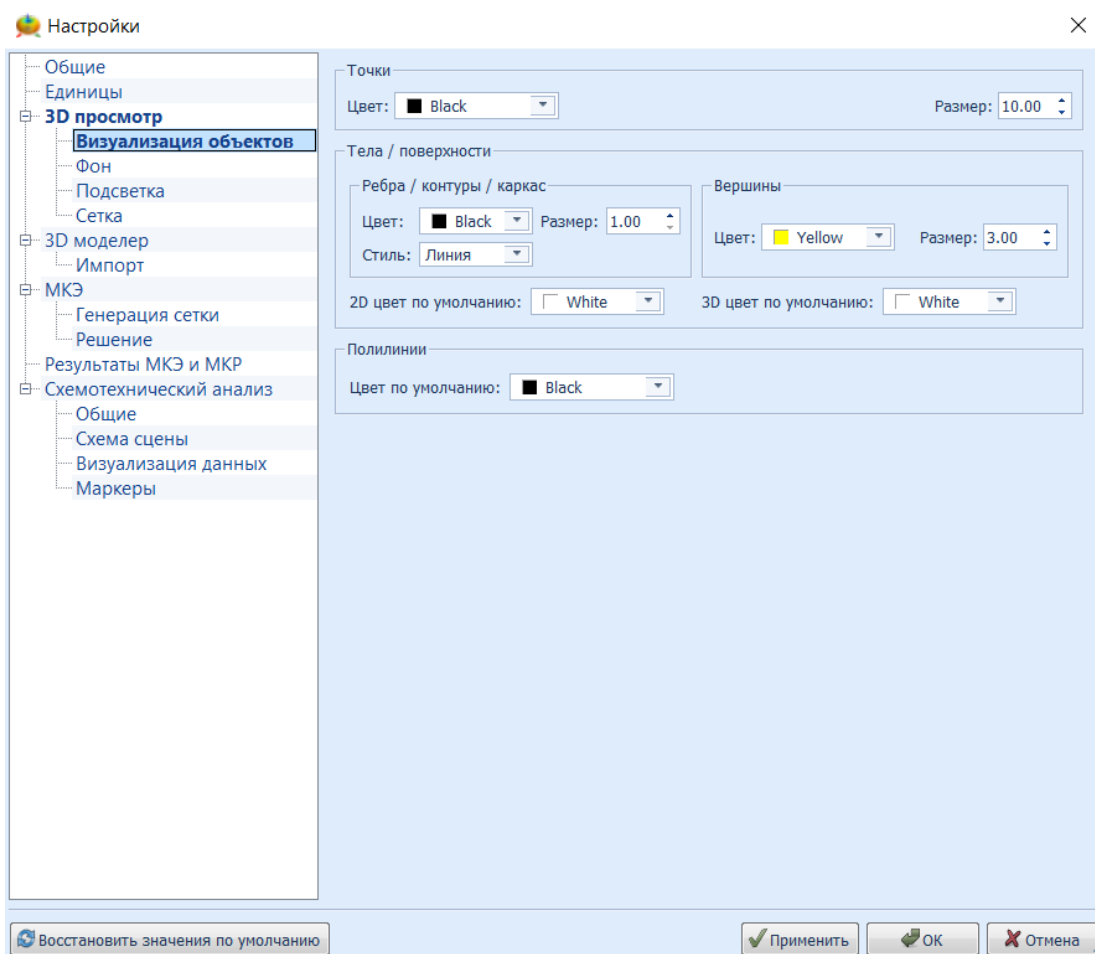 Настройки
Общие
Единицы
3D просмотр
Визуализация объектов
Фон
Подсветка
Сетка
3D моделер
Импорт
МКЭ
Генерация сетки
Решение
Результаты МКЭ и МКР
Схемотехнический анализ
Общие
Схема сцены
Визуализация данных
Маркеры
Точки
Цвет: Black Размер: 10.00
Тела / поверхности
Ребра / контуры / каркас
Цвет: Black Размер: 1.00
Стиль: Линия
Вершины
Цвет: Yellow Размер: 3.00
2D цвет по умолчанию: White 3D цвет по умолчанию: White
Полилинии
Цвет по умолчанию: Black
Восстановить значения по умолчанию Применить ОК Отмена